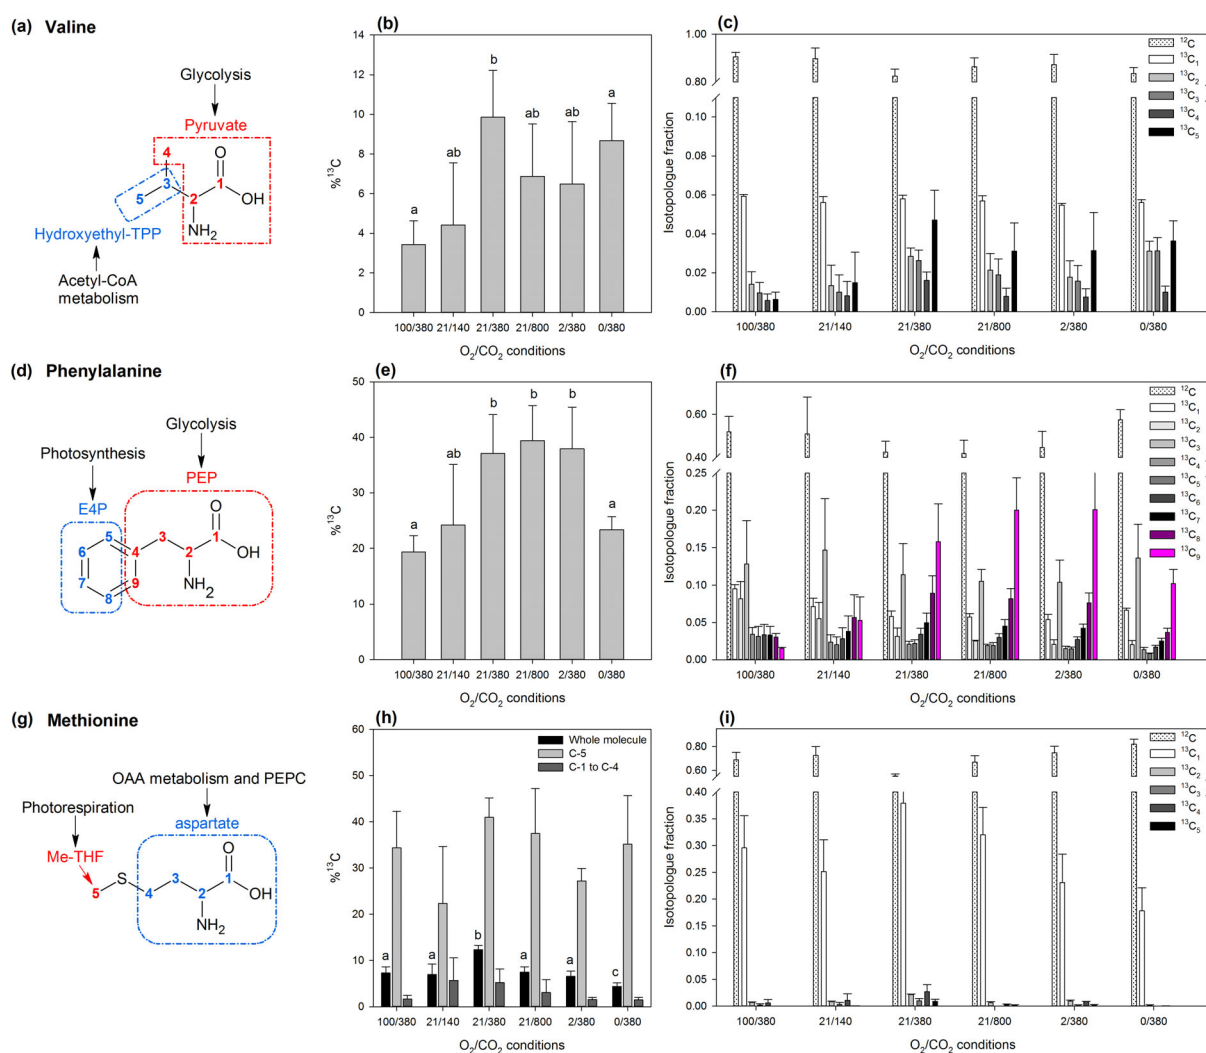 (a) Valine
Glycolysis
Pyruvate
4
O
3
5
2
1
OH
NH2
Hydroxyethyl-TPP
Acetyl-CoA
metabolism
(b)
%13C
14
12
10
8
6
4
2
0
a
ab
b
ab
ab
a
100/380
21/140
21/380
21/800
2/380
0/380
O2/CO2 conditions
(c)
Isotopologue fraction
1.00
0.80
0.10
0.08
0.06
0.04
0.02
0.00
12C
13C1
13C2
13C3
13C4
13C5
100/380
21/140
21/380
21/800
2/380
0/380
O2/CO2 conditions
(d) Phenylalanine
Glycolysis
Photosynthesis
PEP
E4P
O
5
3
1
OH
6
4
2
7
9
NH2
8
(e)
%13C
50
40
30
20
10
0
a
ab
b
b
b
a
100/380
21/140
21/380
21/800
2/380
0/380
O2/CO2 conditions
(f)
Isotopologue fraction
0.60
0.40
0.25
0.20
0.15
0.10
0.05
0.00
12C
13C1
13C2
13C3
13C4
13C5
13C6
13C7
13C8
13C9
100/380
21/140
21/380
21/800
2/380
0/380
O2/CO2 conditions
(g) Methionine
OAA metabolism and PEPC
Photorespiration
aspartate
Me-THF
O
S
3
1
5
4
2
OH
NH2
(h)
%13C
60
50
40
30
20
10
0
Whole molecule
C-5
C-1 to C-4
a
a
b
a
a
c
100/380
21/140
21/380
21/800
2/380
0/380
O2/CO2 conditions
(i)
Isotopologue fraction
0.80
0.60
0.40
0.35
0.30
0.25
0.20
0.15
0.10
0.05
0.00
12C
13C1
13C2
13C3
13C4
13C5
100/380
21/140
21/380
21/800
2/380
0/380
O2/CO2 conditions